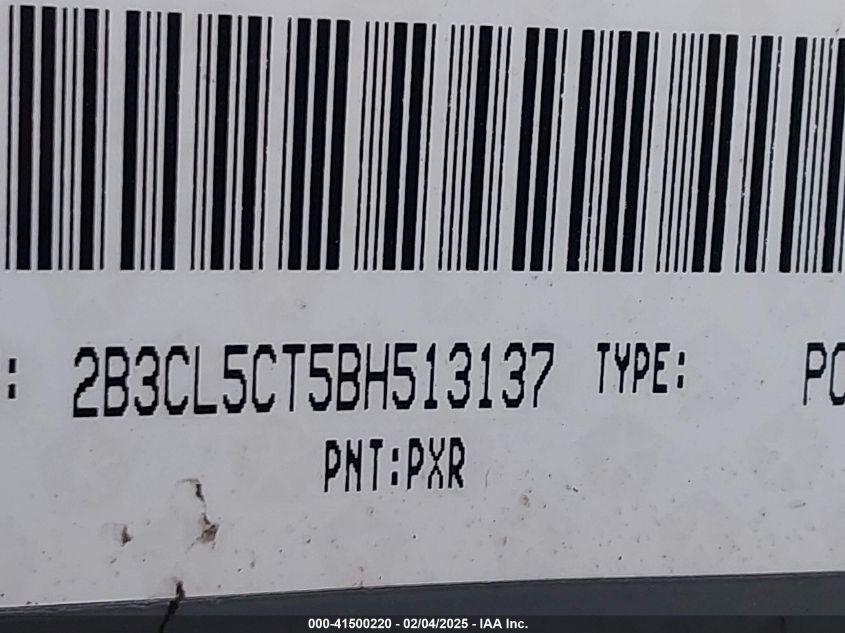 : 2B3CL5CT5BH513137 TYPE: PC
PNT:PXR
000-41500220 - 02/04/2025 - IAA Inc.